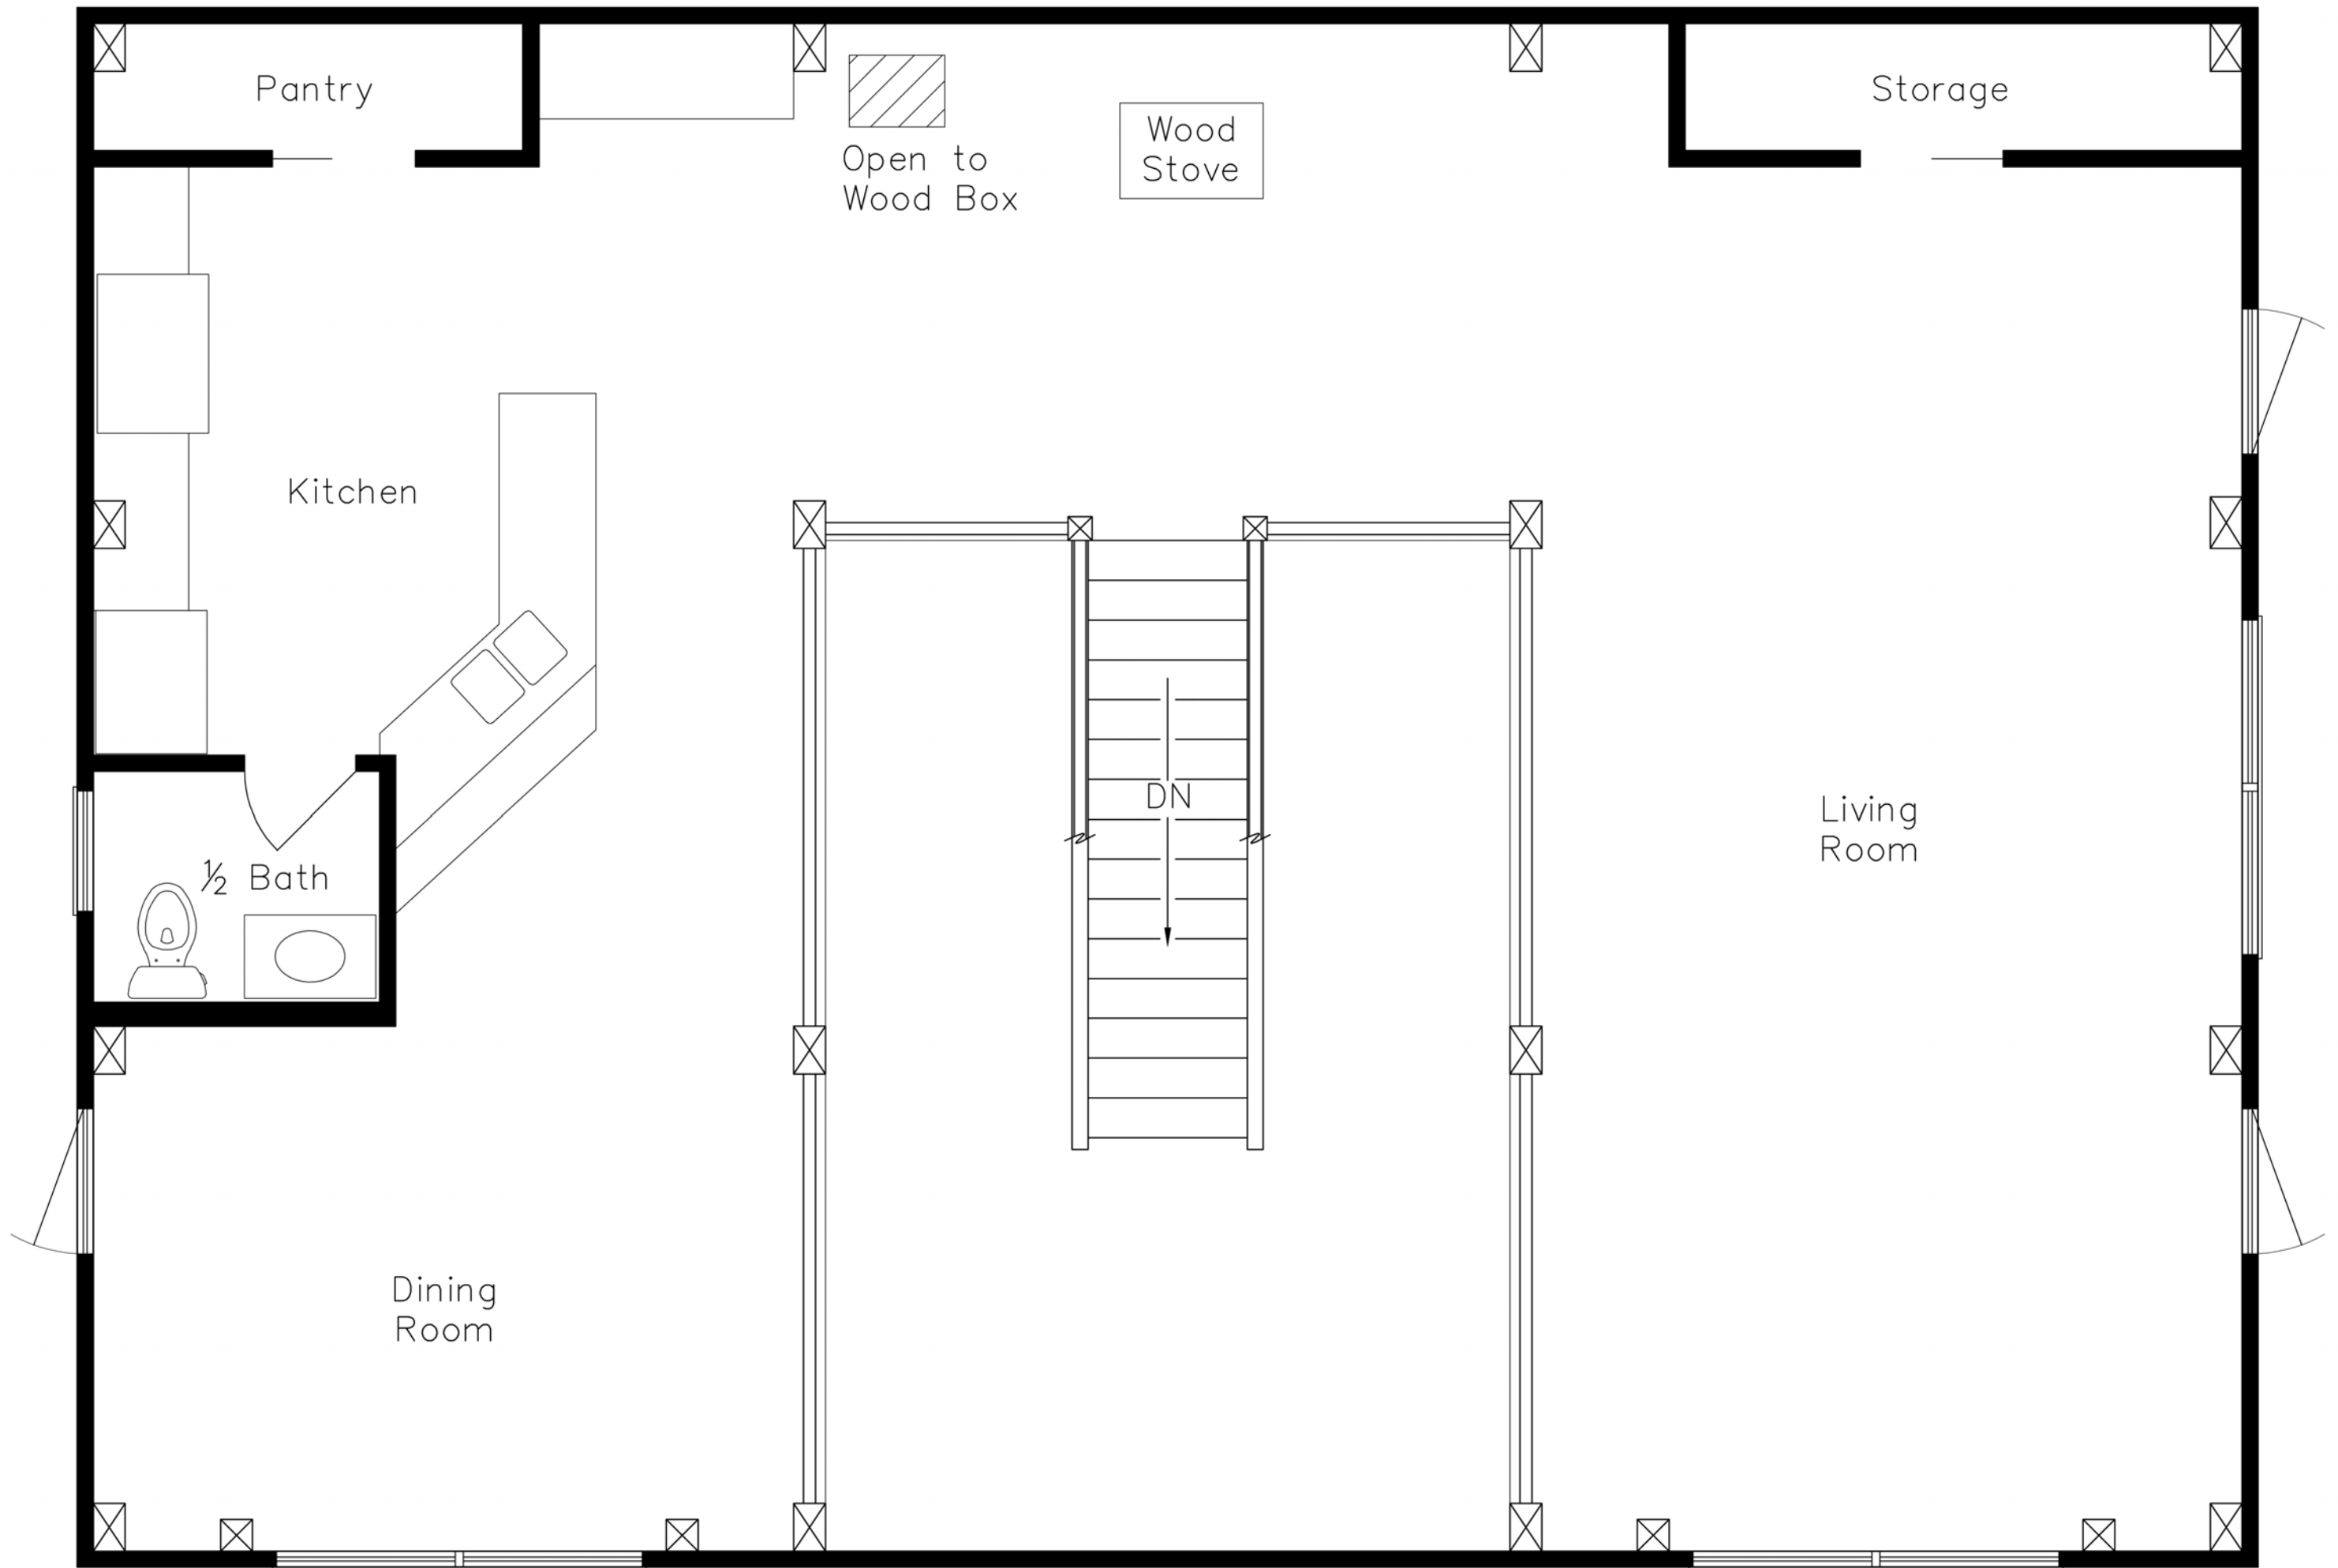 Pantry
Storage
Wood
Stove
Open to
Wood Box
Kitchen
DN
Living
Room
½ Bath
Dining
Room